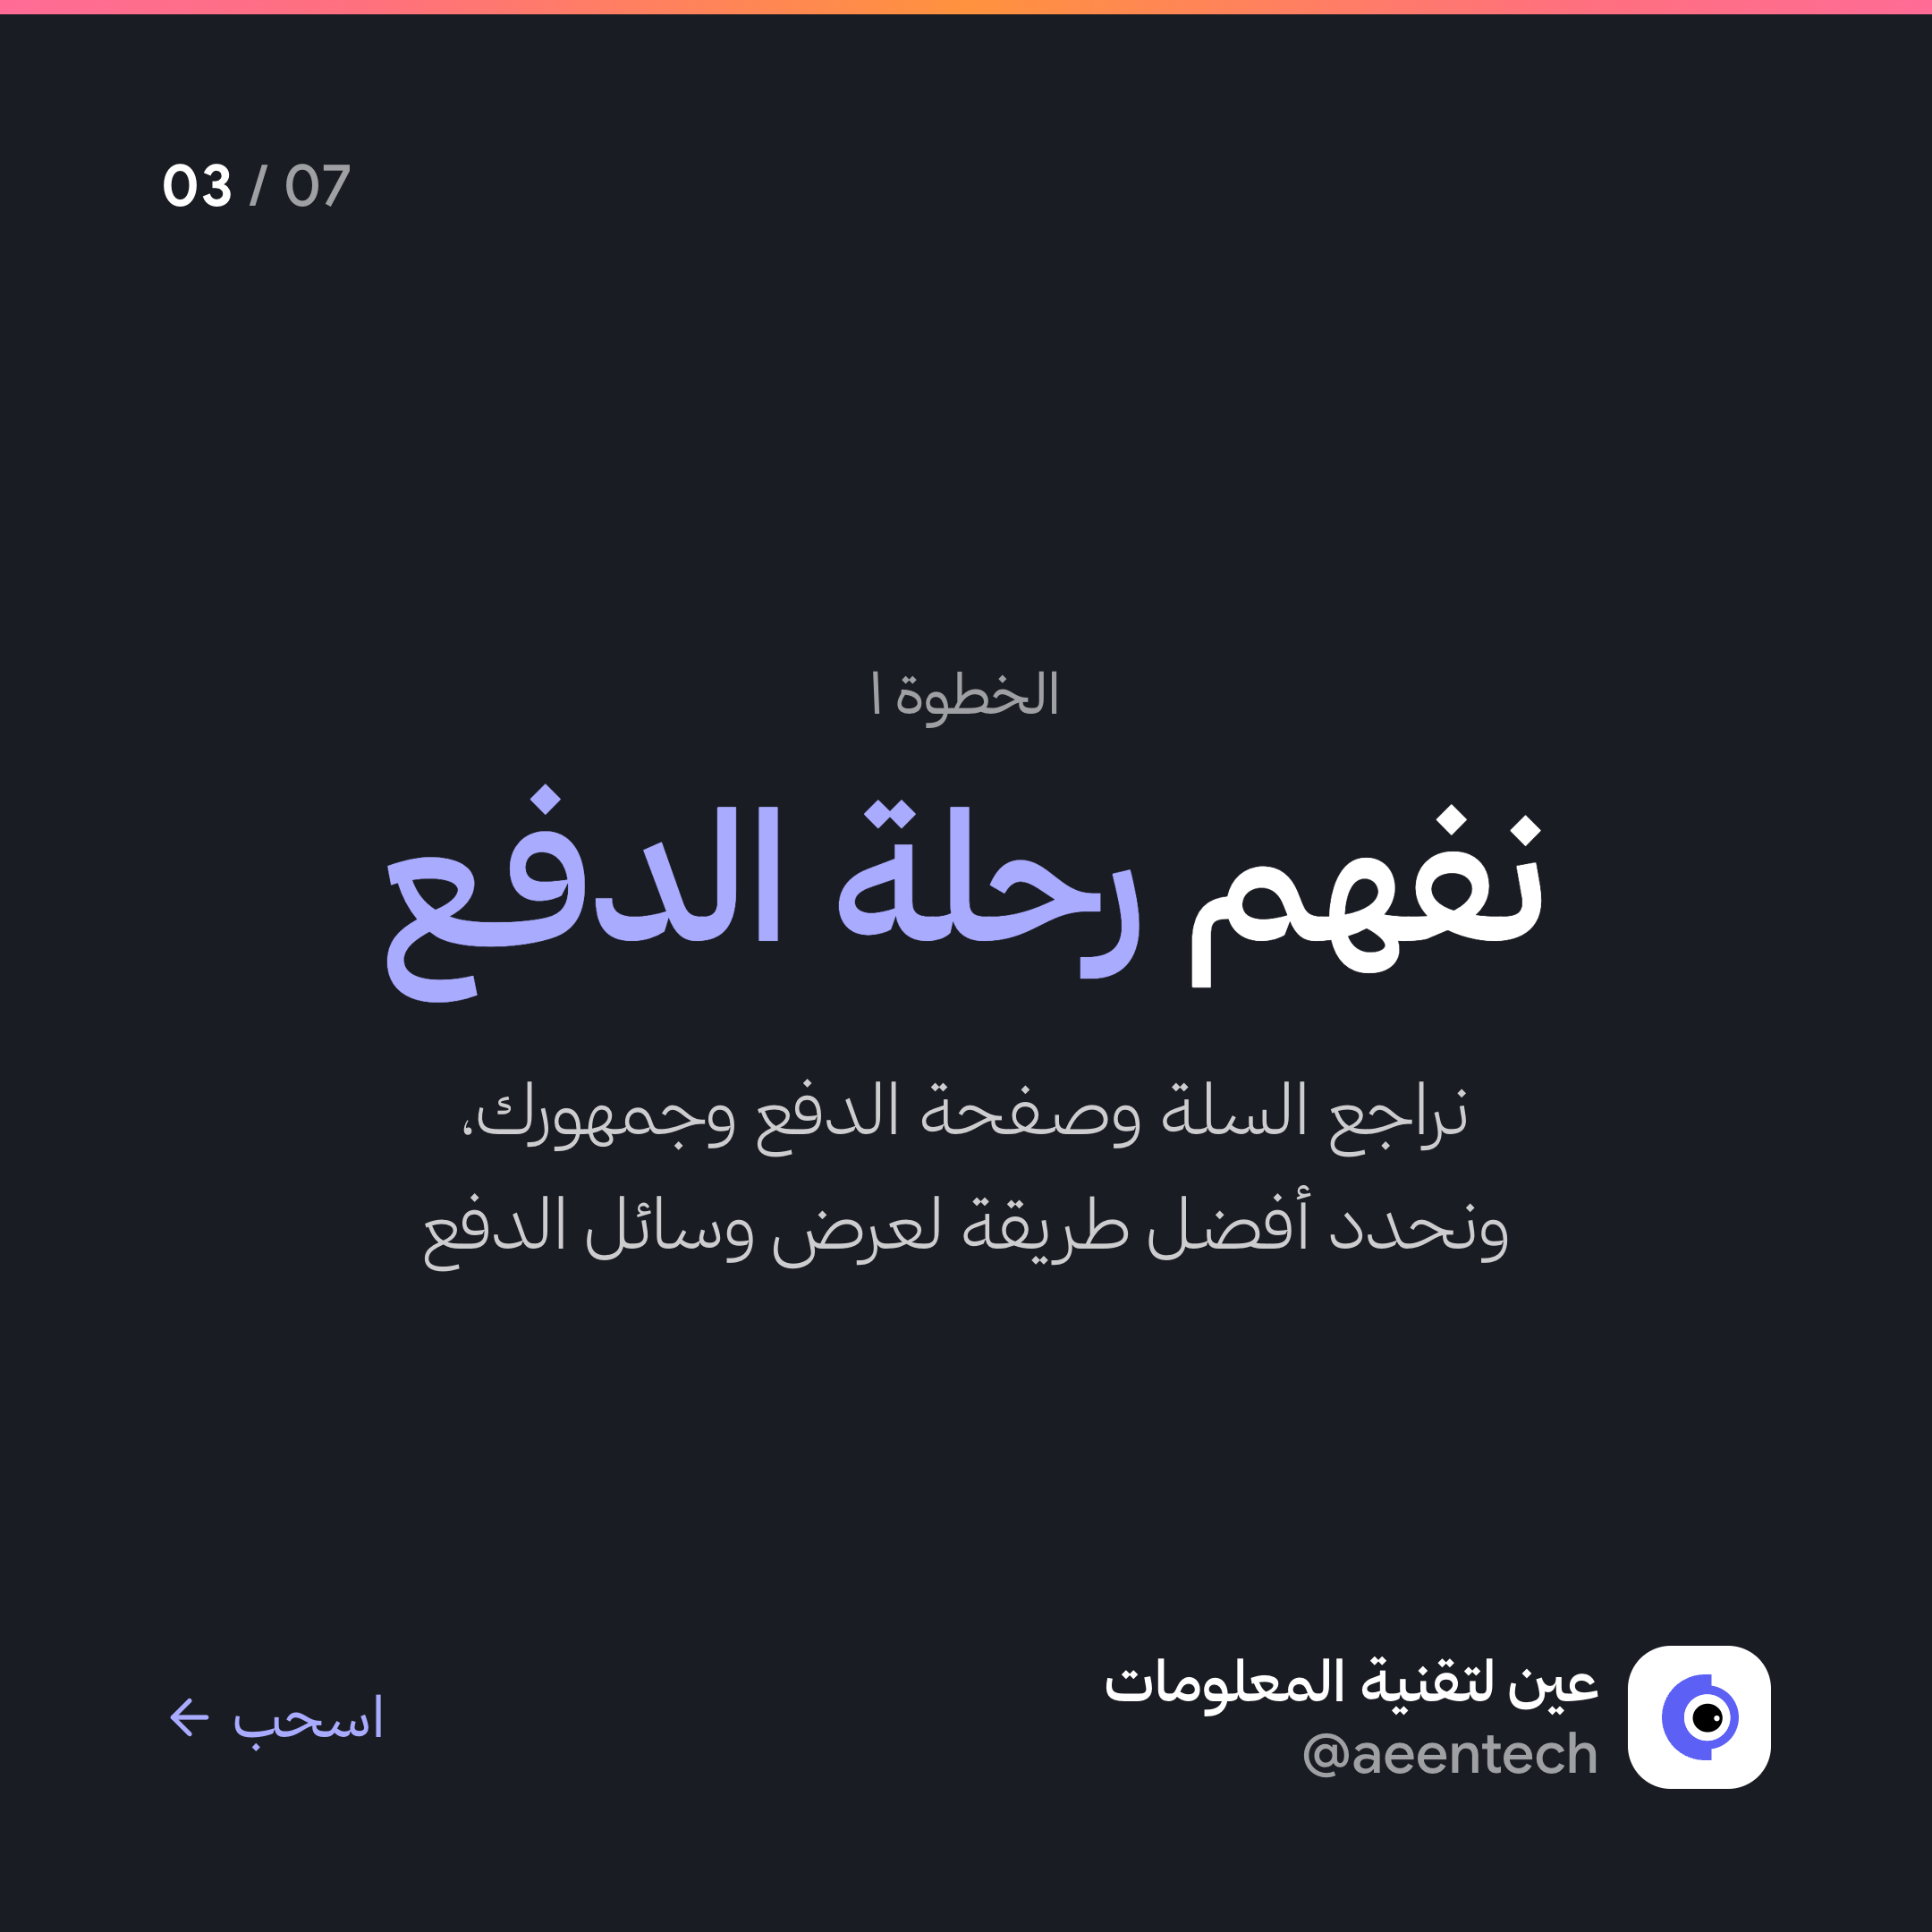 03 / 07
الخطوة ١
نفهم رحلة الدفع
نراجع السلة وصفحة الدفع وجمهورك،
ونحدد أفضل طريقة لعرض وسائل الدفع
عين لتقنية المعلومات
@aeentech
اسحب ←